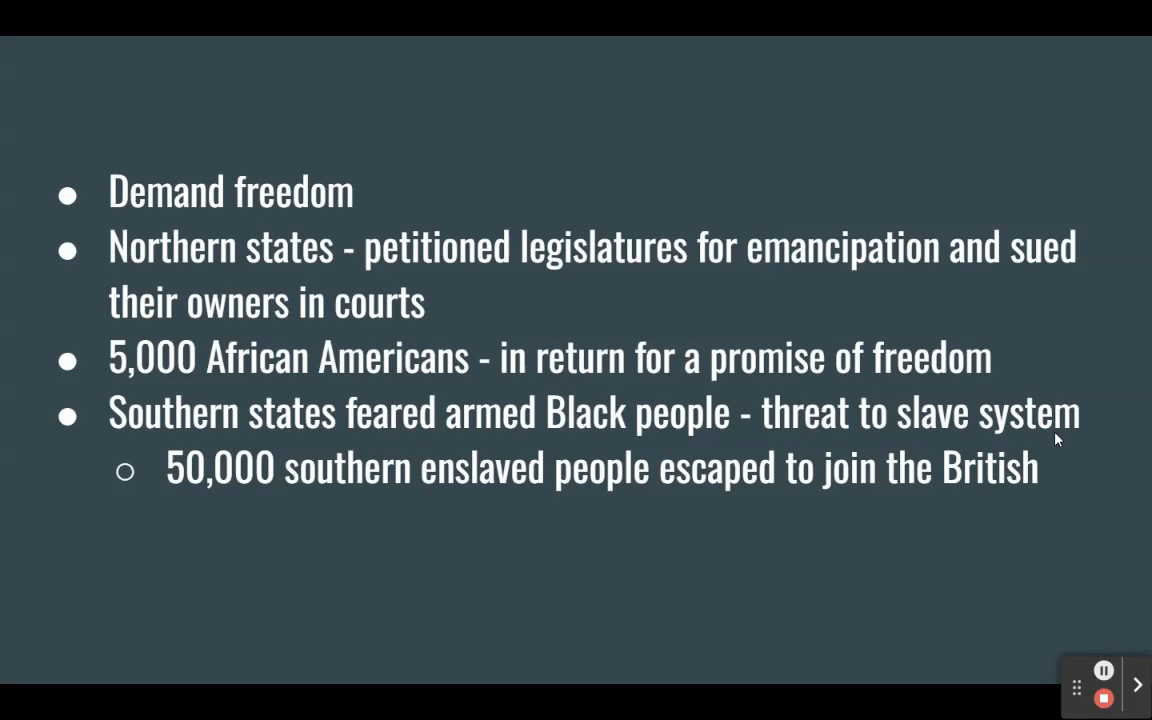 ● Demand freedom
● Northern states - petitioned legislatures for emancipation and sued
their owners in courts
● 5,000 African Americans - in return for a promise of freedom
● Southern states feared armed Black people - threat to slave system
○ 50,000 southern enslaved people escaped to join the British